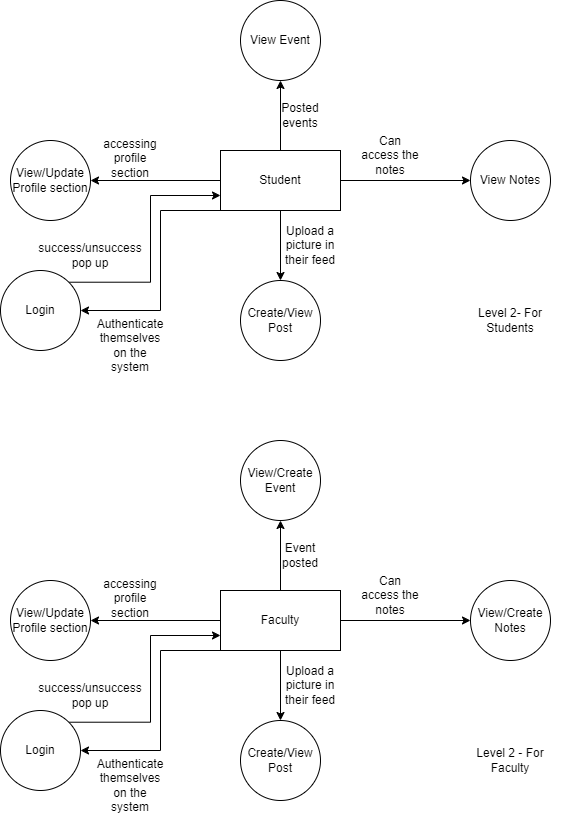 View Event
Posted
events
accessing
profile
section
Can
access the
notes
View/Update
Profile section
Student
View Notes
success/unsuccess
pop up
Upload a
picture in
their feed
Login
Create/View
Post
Authenticate
themselves
on the
system
Level 2- For
Students
View/Create
Event
Event
posted
accessing
profile
section
Can
access the
notes
View/Update
Profile section
Faculty
View/Create
Notes
success/unsuccess
pop up
Upload a
picture in
their feed
Login
Create/View
Post
Authenticate
themselves
on the
system
Level 2 - For
Faculty